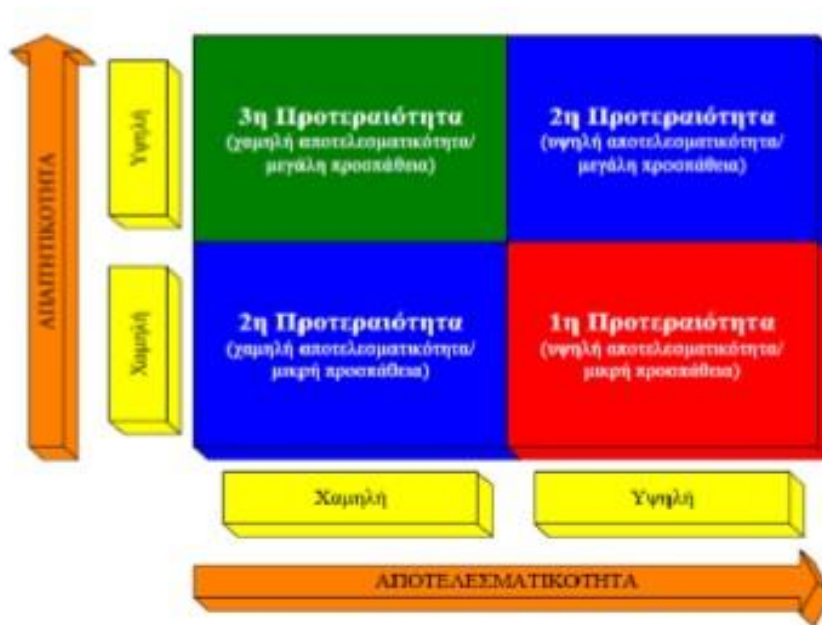 ΑΠΑΙΤΗΤΙΚΟΤΗΤΑ
Υψηλή
3η Προτεραιότητα
(χαμηλή αποτελεσματικότητα/
μεγάλη προσπάθεια)
2η Προτεραιότητα
(υψηλή αποτελεσματικότητα/
μεγάλη προσπάθεια)
Χαμηλή
2η Προτεραιότητα
(χαμηλή αποτελεσματικότητα/
μικρή προσπάθεια)
1η Προτεραιότητα
(υψηλή αποτελεσματικότητα/
μικρή προσπάθεια)
Χαμηλή
Υψηλή
ΑΠΟΤΕΛΕΣΜΑΤΙΚΟΤΗΤΑ